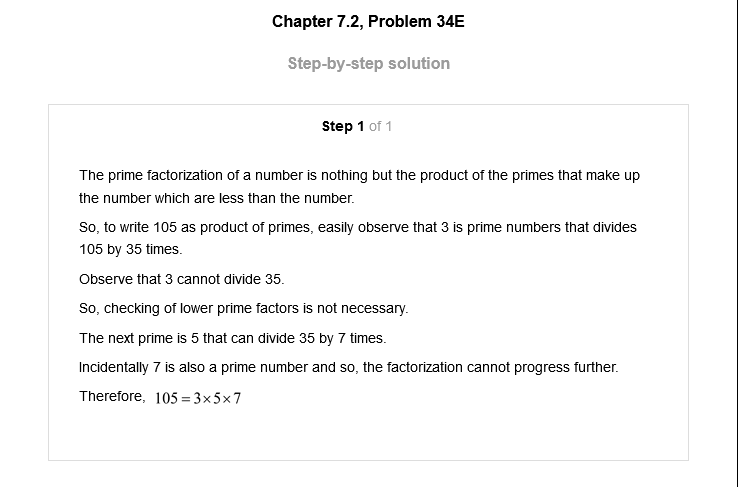 Chapter 7.2, Problem 34E
Step-by-step solution
Step 1 of 1
The prime factorization of a number is nothing but the product of the primes that make up
the number which are less than the number.
So, to write 105 as product of primes, easily observe that 3 is prime numbers that divides
105 by 35 times.
Observe that 3 cannot divide 35.
So, checking of lower prime factors is not necessary.
The next prime is 5 that can divide 35 by 7 times.
Incidentally 7 is also a prime number and so, the factorization cannot progress further.
Therefore, 105 = 3×5×7